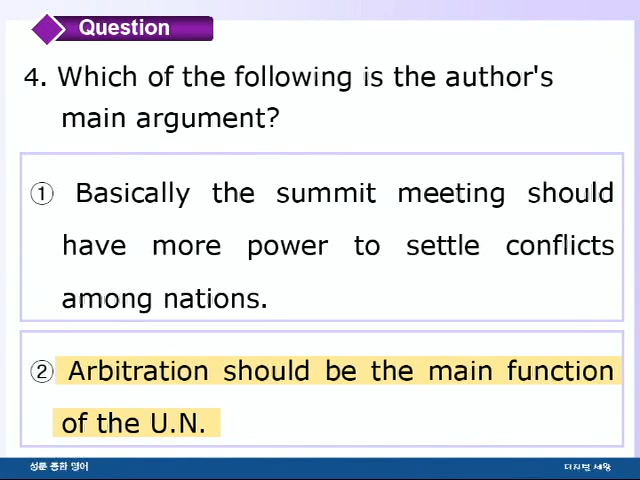 Question
4. Which of the following is the author's
main argument?
① Basically the summit meeting should
have more power to settle conflicts
among nations.
② Arbitration should be the main function
of the U.N.
성문 종합 영어
디지털 세왕